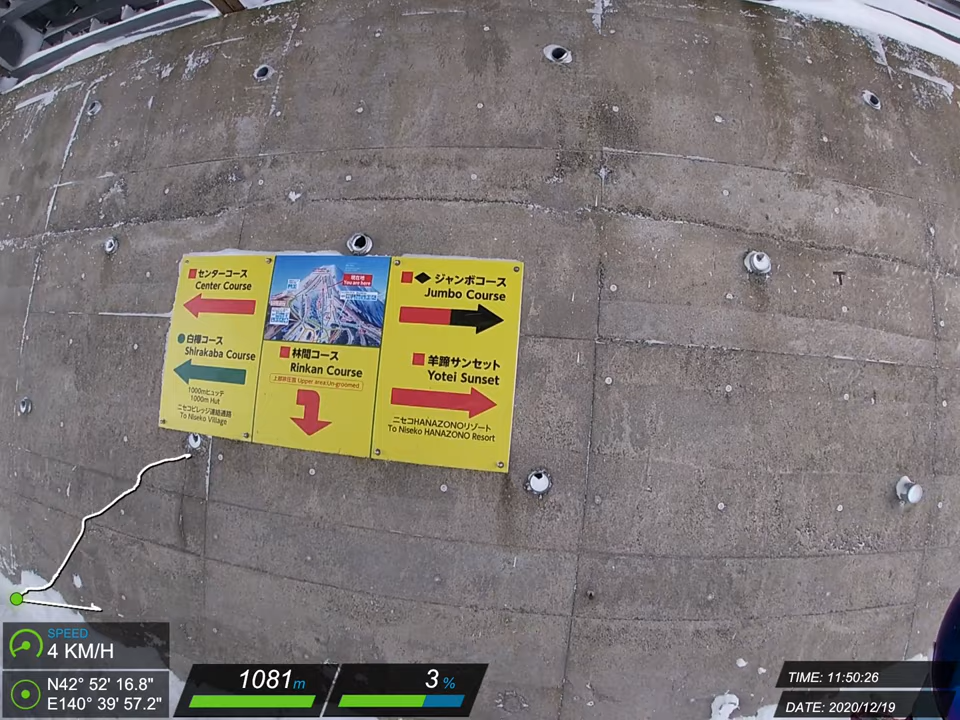 センターコース
Center Course
白樺コース
Shirakaba Course
1000mヒュッテ
1000m Hut
ニセコビレッジ連絡通路
To Niseko Village
現在地
You are here
林間コース
Rinkan Course
上部非圧雪 Upper area:Un-groomed
ジャンボコース
Jumbo Course
羊蹄サンセット
Yotei Sunset
ニセコHANAZONOリゾート
To Niseko HANAZONO Resort
SPEED
4 KM/H
N42° 52' 16.8"
E140° 39' 57.2"
1081m
3 %
TIME: 11:50:26
DATE: 2020/12/19